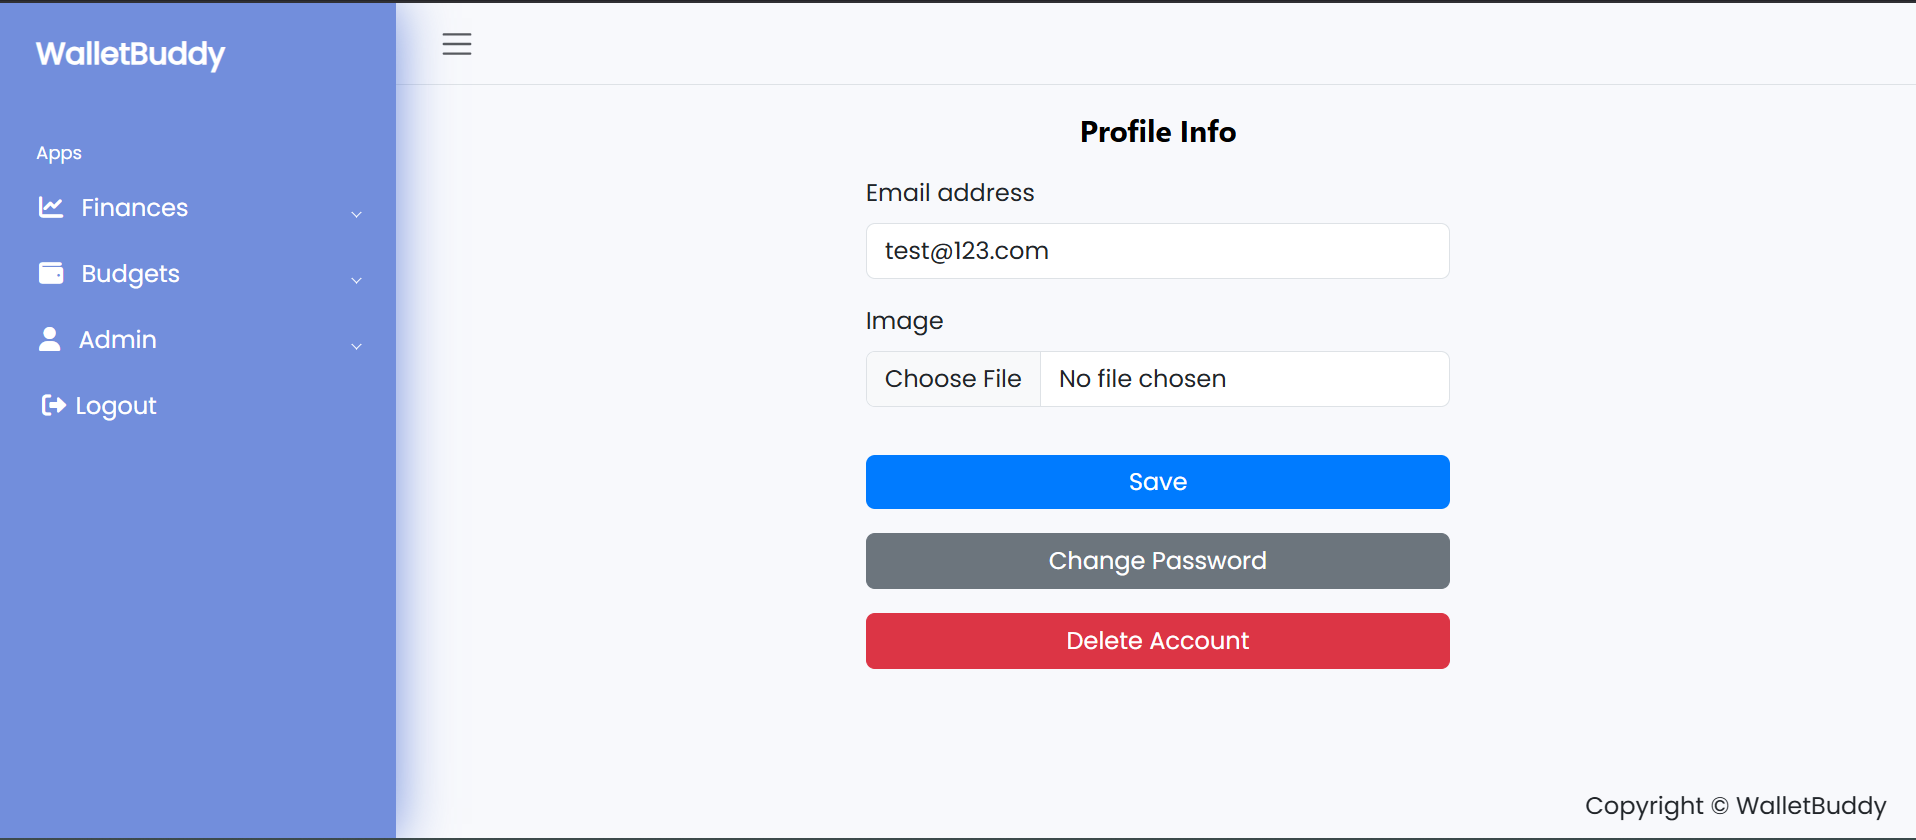 WalletBuddy
Apps
Finances
Budgets
Admin
Logout
Profile Info
Email address
test@123.com
Image
Choose File No file chosen
Save
Change Password
Delete Account
Copyright © WalletBuddy